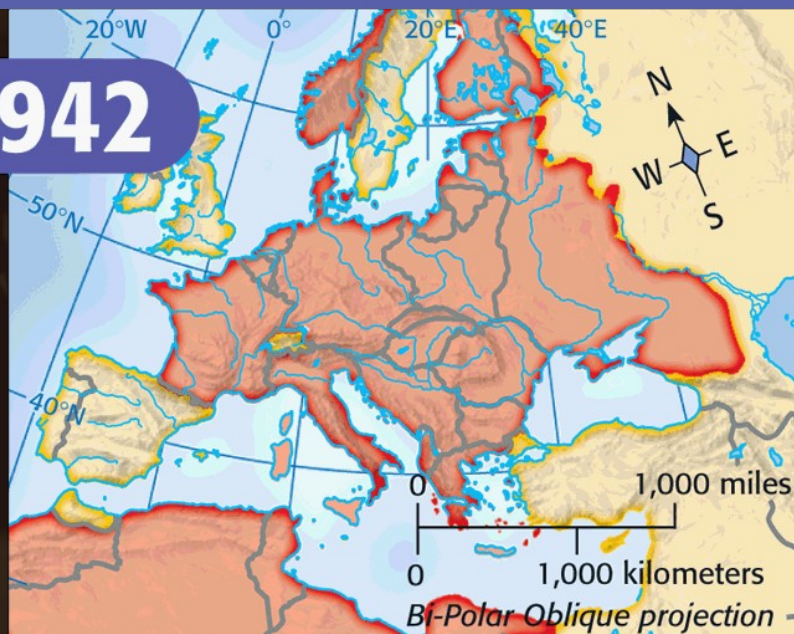 20°W 0° 20°E 40°E
942
N
W E
S
50°N
40°N
0 1,000 miles
0 1,000 kilometers
Bi-Polar Oblique projection